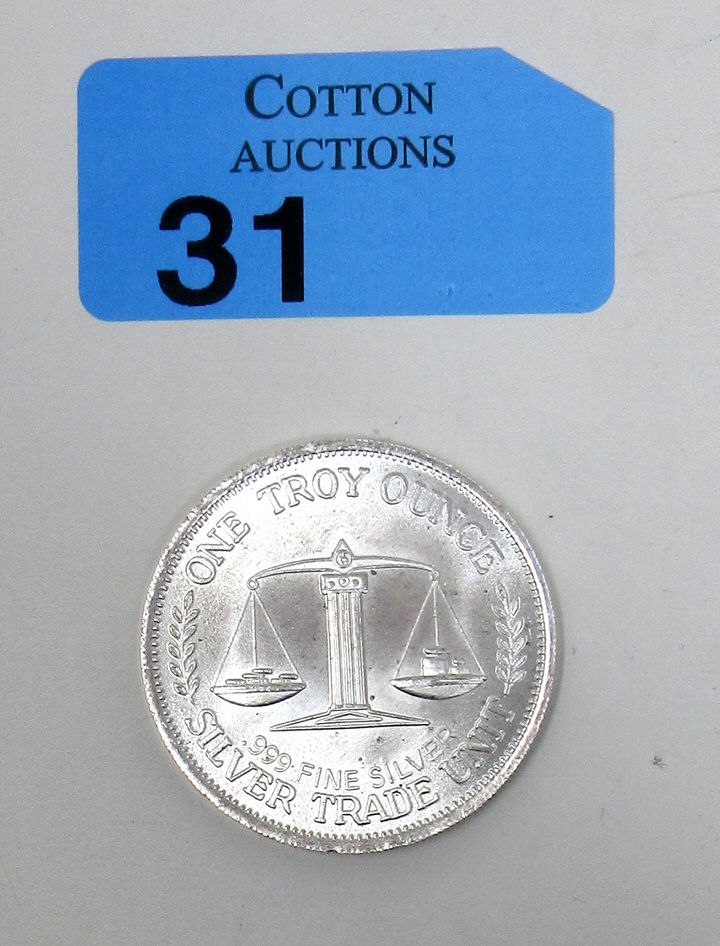 COTTON
AUCTIONS
31
ONE TROY OUNCE
.999 FINE SILVER
SILVER TRADE UNIT